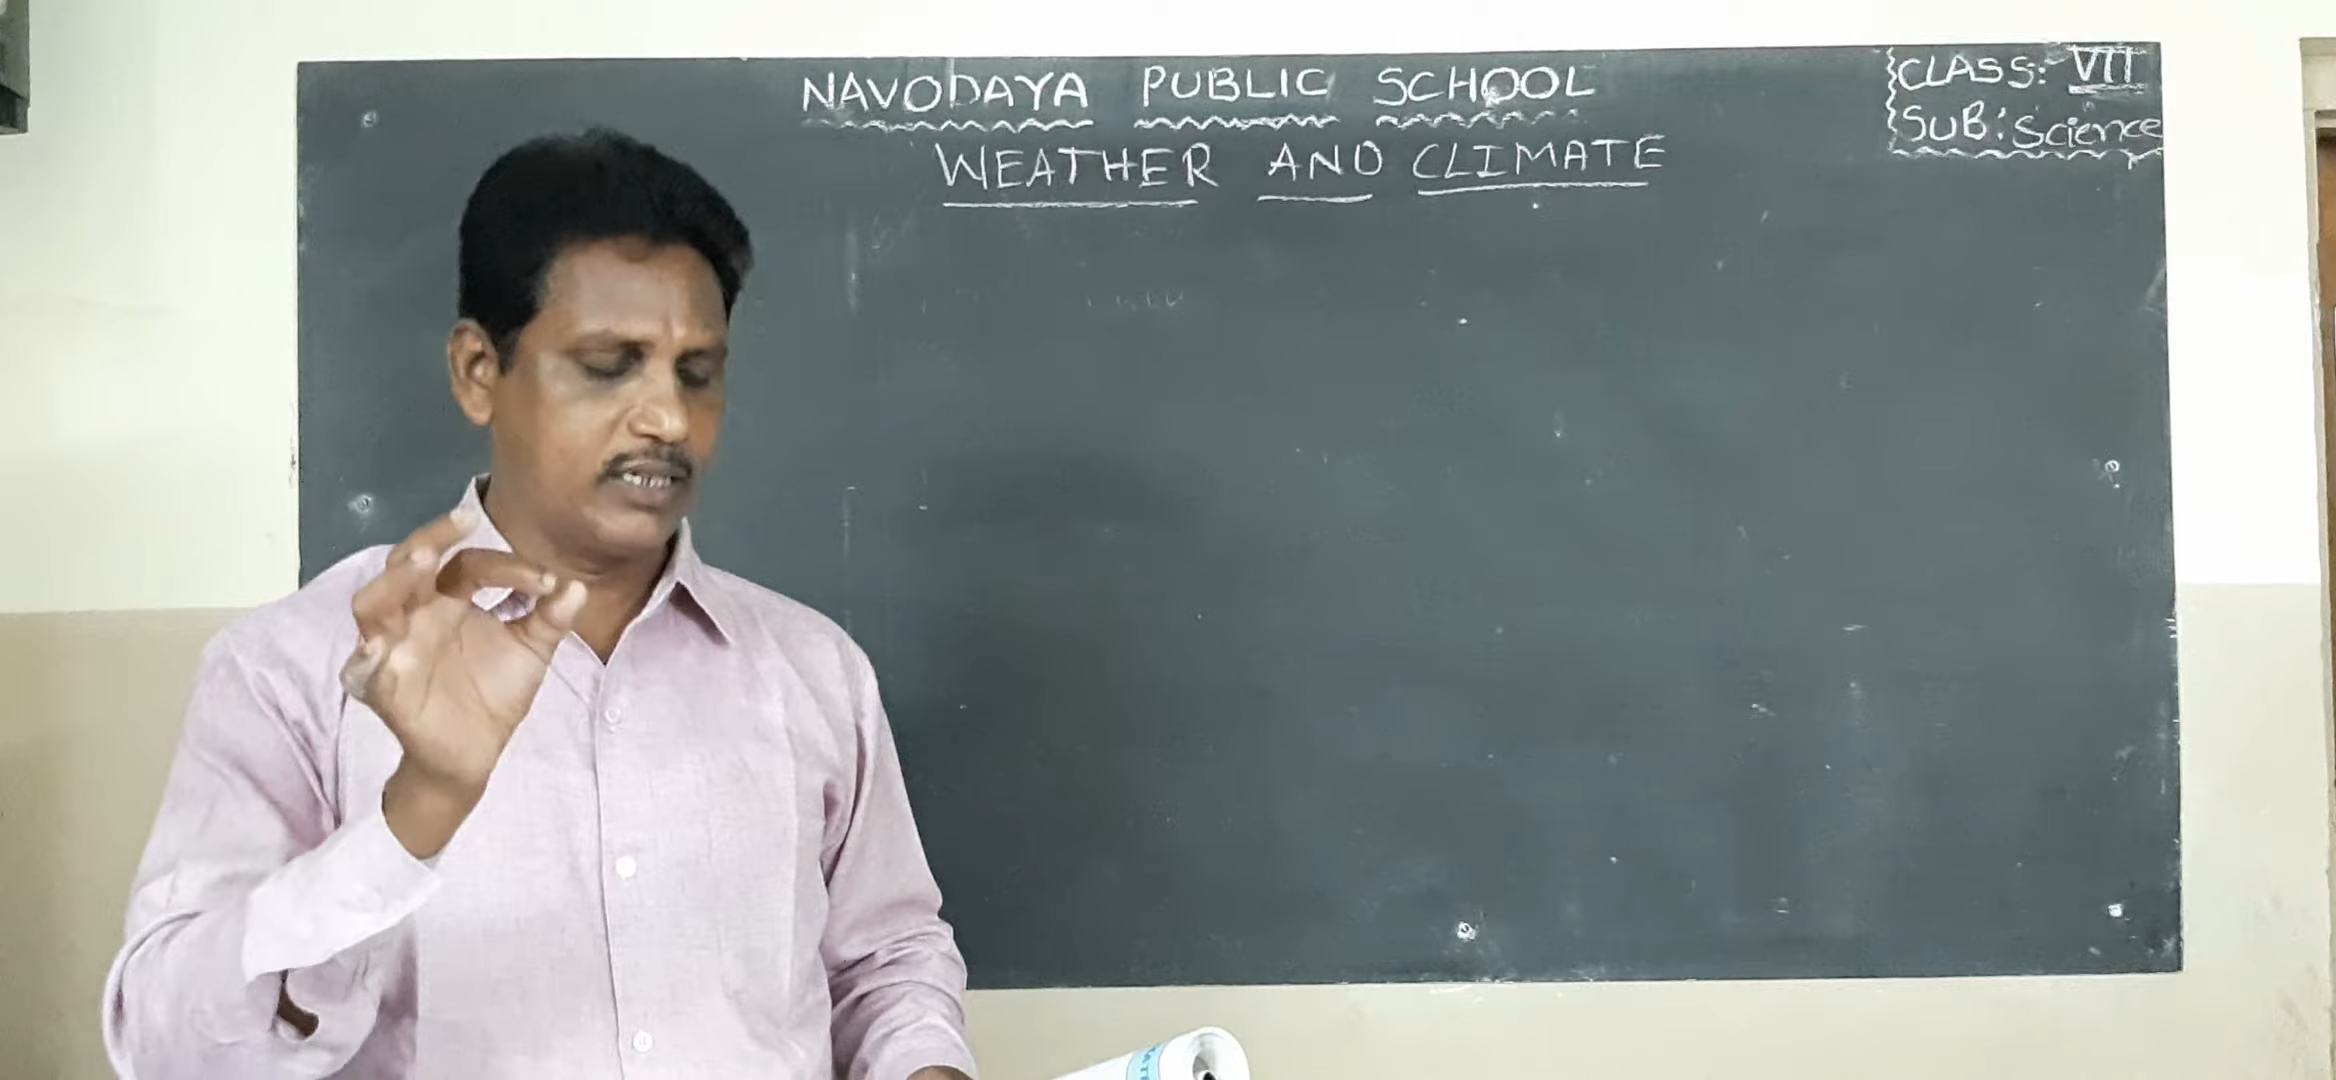 NAVODAYA PUBLIC SCHOOL
WEATHER AND CLIMATE
CLASS: VII
SUB: Science